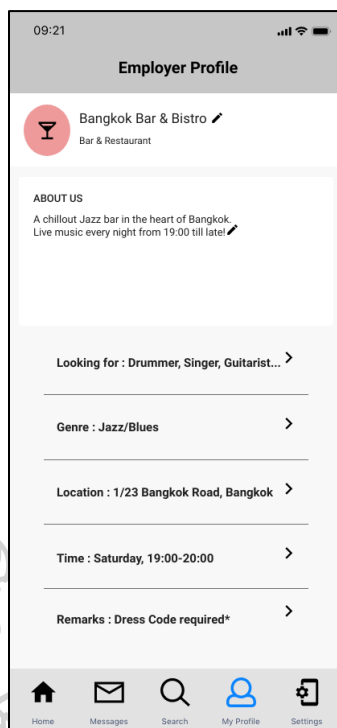 09:21
Employer Profile
Bangkok Bar & Bistro
Bar & Restaurant
ABOUT US
A chillout Jazz bar in the heart of Bangkok.
Live music every night from 19:00 till late!
Looking for : Drummer, Singer, Guitarist...
Genre : Jazz/Blues
Location : 1/23 Bangkok Road, Bangkok
Time : Saturday, 19:00-20:00
Remarks : Dress Code required*
Home Messages Search My Profile Settings